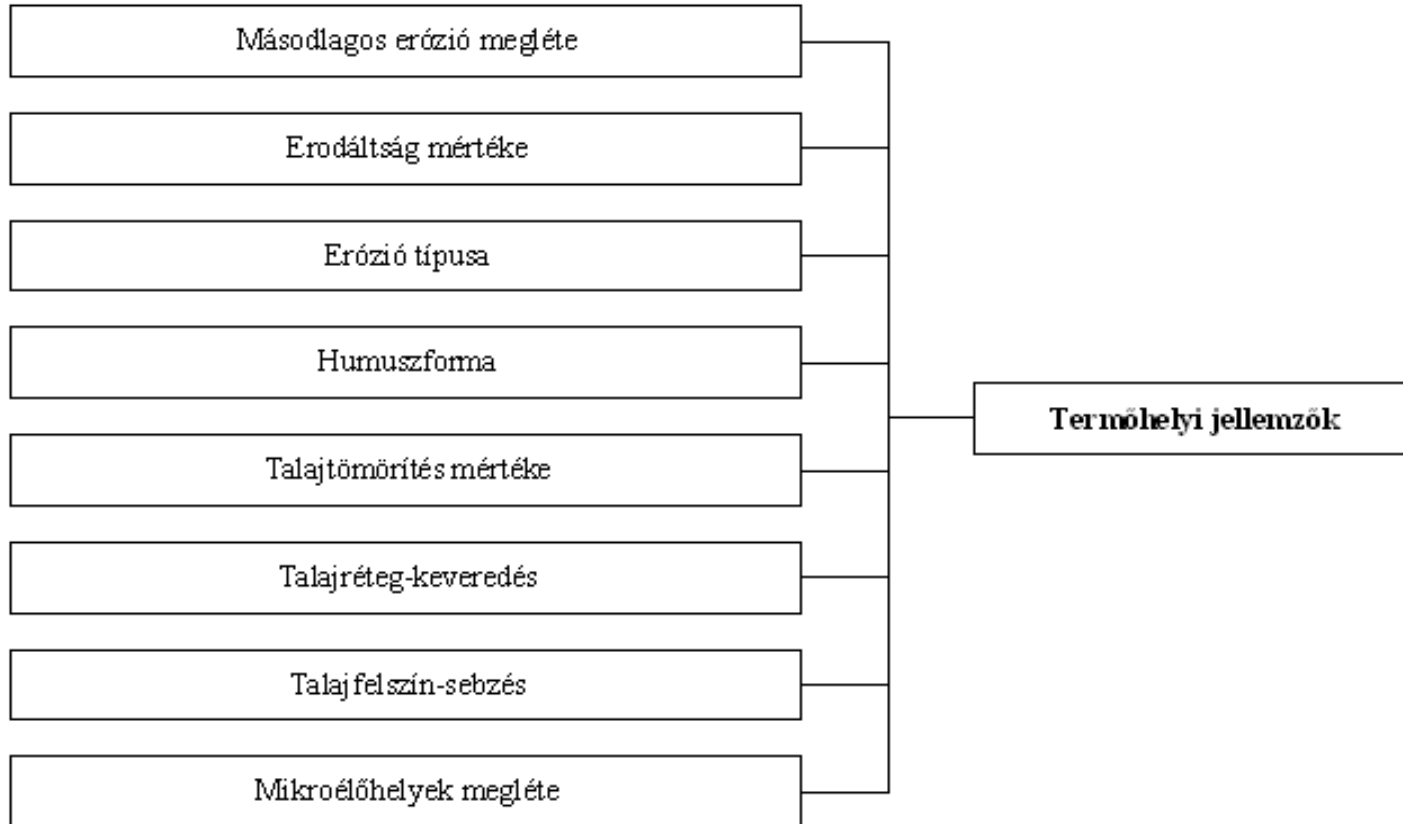 Másodlagos erózió megléte
Erodáltság mértéke
Erózió típusa
Humuszforma
Talajtömörítés mértéke
Talajréteg-keveredés
Talajfelszín-sebzés
Mikroélőhelyek megléte
Termőhelyi jellemzők